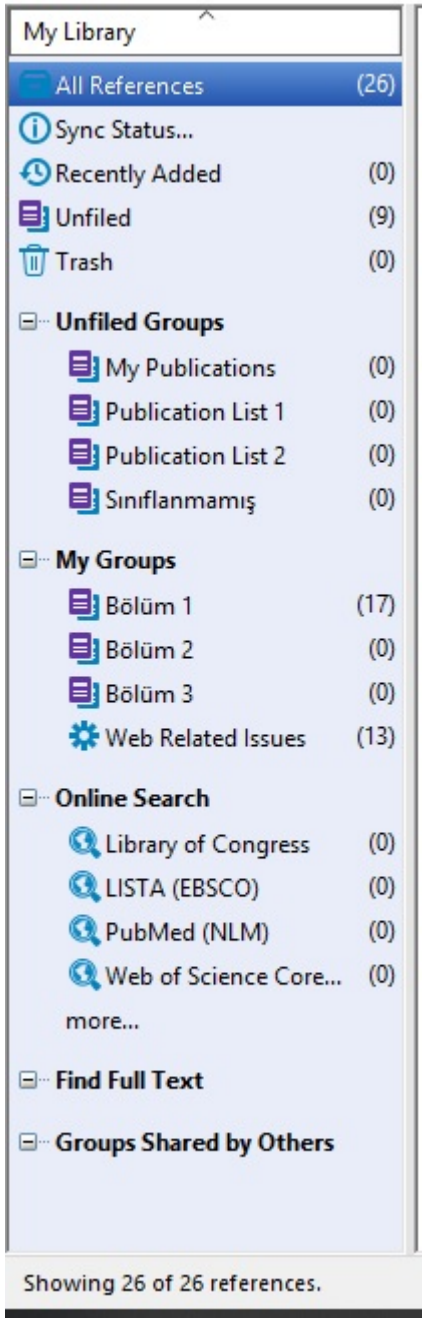 My Library
All References (26)
Sync Status...
Recently Added (0)
Unfiled (9)
Trash (0)
Unfiled Groups
My Publications (0)
Publication List 1 (0)
Publication List 2 (0)
Sınıflanmamış (0)
My Groups
Bölüm 1 (17)
Bölüm 2 (0)
Bölüm 3 (0)
Web Related Issues (13)
Online Search
Library of Congress (0)
LISTA (EBSCO) (0)
PubMed (NLM) (0)
Web of Science Core... (0)
more...
Find Full Text
Groups Shared by Others
Showing 26 of 26 references.